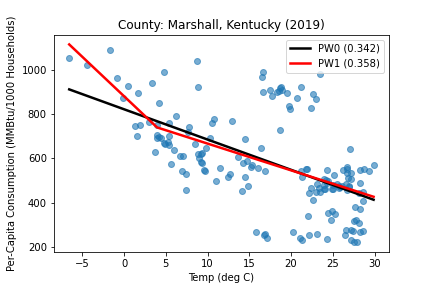 County: Marshall, Kentucky (2019)
Per-Capita Consumption (MMBtu/1000 Households)
1000
800
600
400
200
PW0 (0.342)
PW1 (0.358)
−5 0 5 10 15 20 25 30
Temp (deg C)